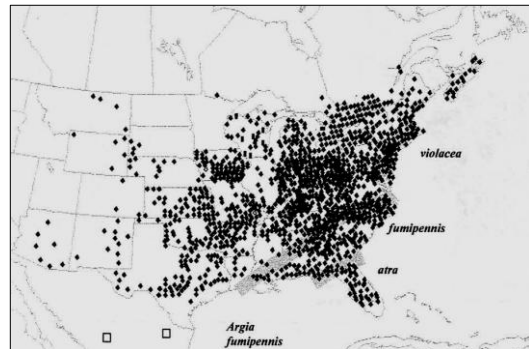 violacea
fumipennis
atra
Argia
fumipennis